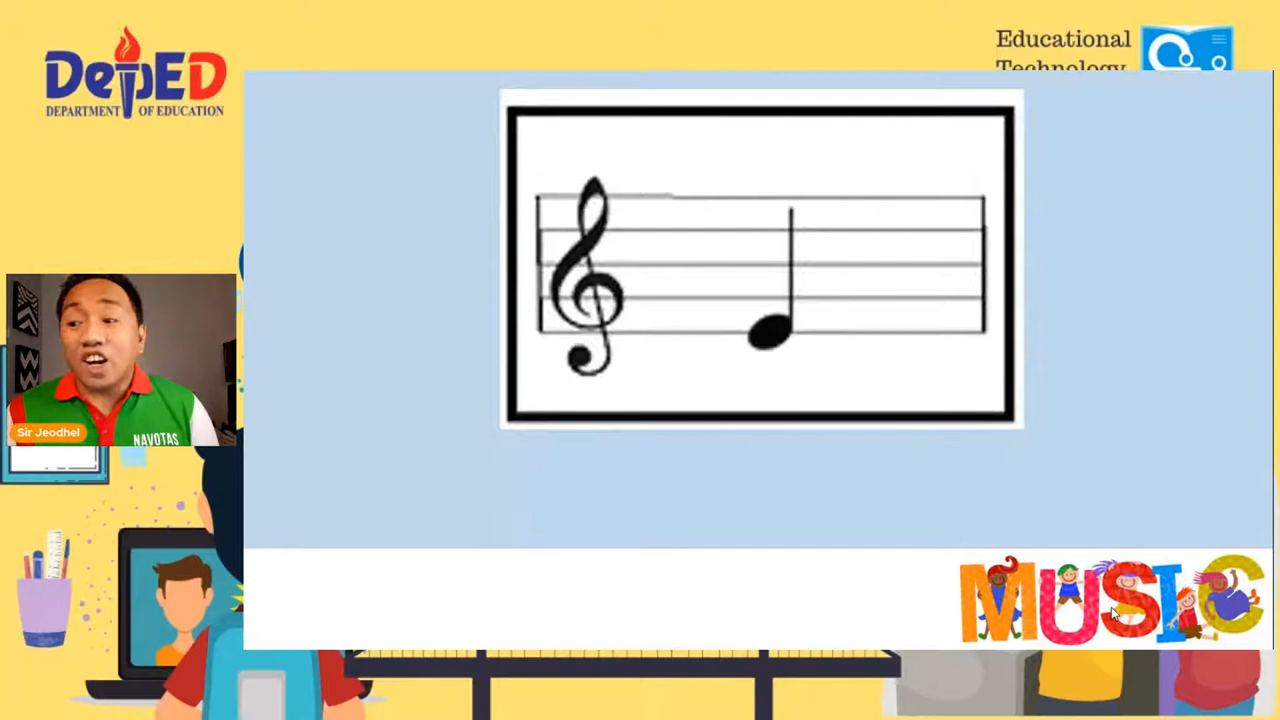 DepED
DEPARTMENT OF EDUCATION
Educational
Technology
Sir Jeodhel
NAVOTAS
MUSIC